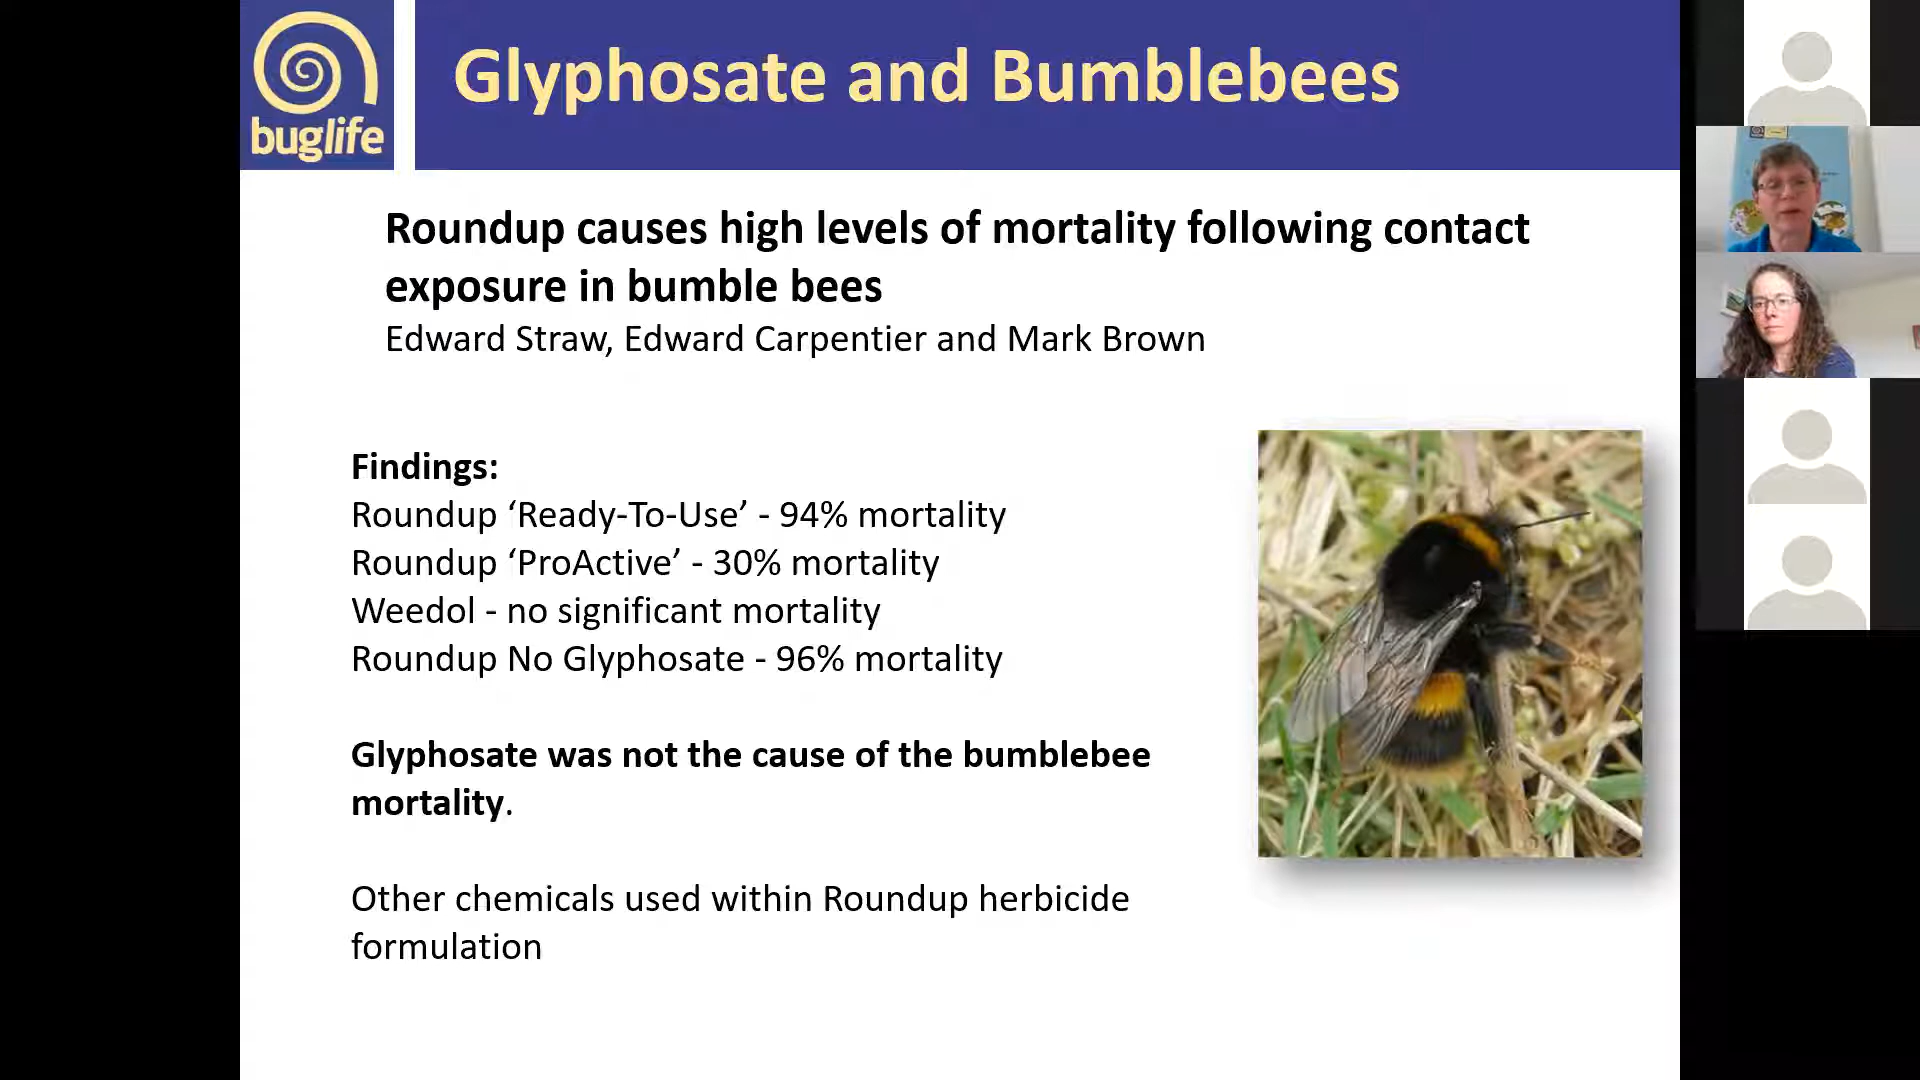 buglife
Glyphosate and Bumblebees
Roundup causes high levels of mortality following contact
exposure in bumble bees
Edward Straw, Edward Carpentier and Mark Brown
Findings:
Roundup ‘Ready-To-Use’ - 94% mortality
Roundup ‘ProActive’ - 30% mortality
Weedol - no significant mortality
Roundup No Glyphosate - 96% mortality
Glyphosate was not the cause of the bumblebee
mortality.
Other chemicals used within Roundup herbicide
formulation